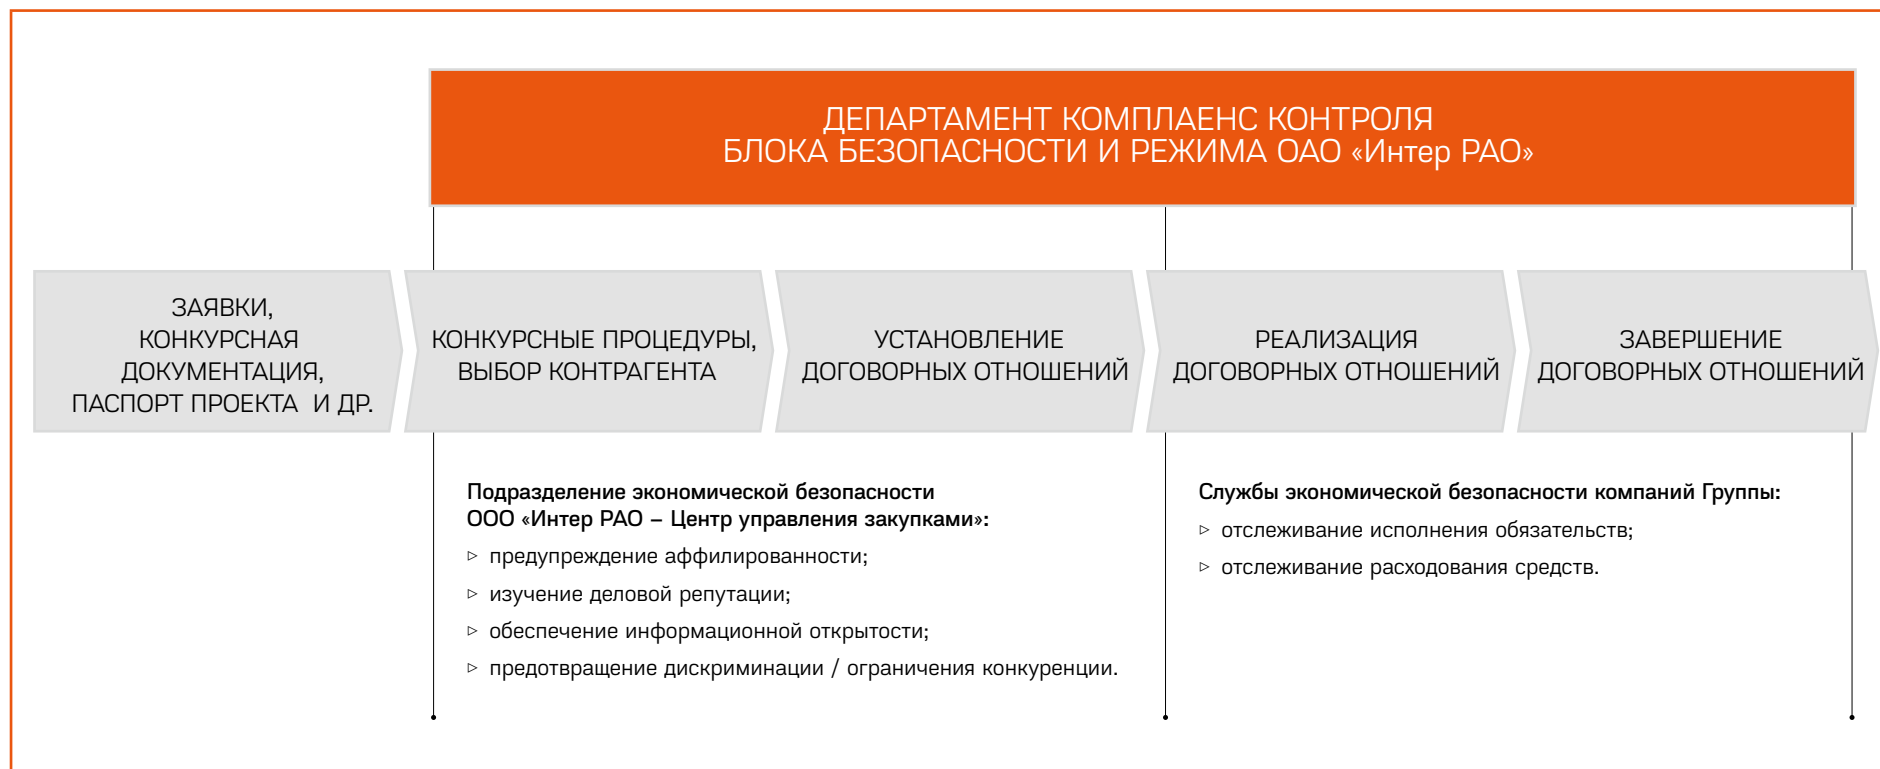 ДЕПАРТАМЕНТ КОМПЛАЕНС КОНТРОЛЯ
БЛОКА БЕЗОПАСНОСТИ И РЕЖИМА ОАО «Интер РАО»
ЗАЯВКИ,
КОНКУРСНАЯ
ДОКУМЕНТАЦИЯ,
ПАСПОРТ ПРОЕКТА И ДР.
КОНКУРСНЫЕ ПРОЦЕДУРЫ,
ВЫБОР КОНТРАГЕНТА
УСТАНОВЛЕНИЕ
ДОГОВОРНЫХ ОТНОШЕНИЙ
РЕАЛИЗАЦИЯ
ДОГОВОРНЫХ ОТНОШЕНИЙ
ЗАВЕРШЕНИЕ
ДОГОВОРНЫХ ОТНОШЕНИЙ
Подразделение экономической безопасности
ООО «Интер РАО – Центр управления закупками»:
▹ предупреждение аффилированности;
▹ изучение деловой репутации;
▹ обеспечение информационной открытости;
▹ предотвращение дискриминации / ограничения конкуренции.
Службы экономической безопасности компаний Группы:
▹ отслеживание исполнения обязательств;
▹ отслеживание расходования средств.